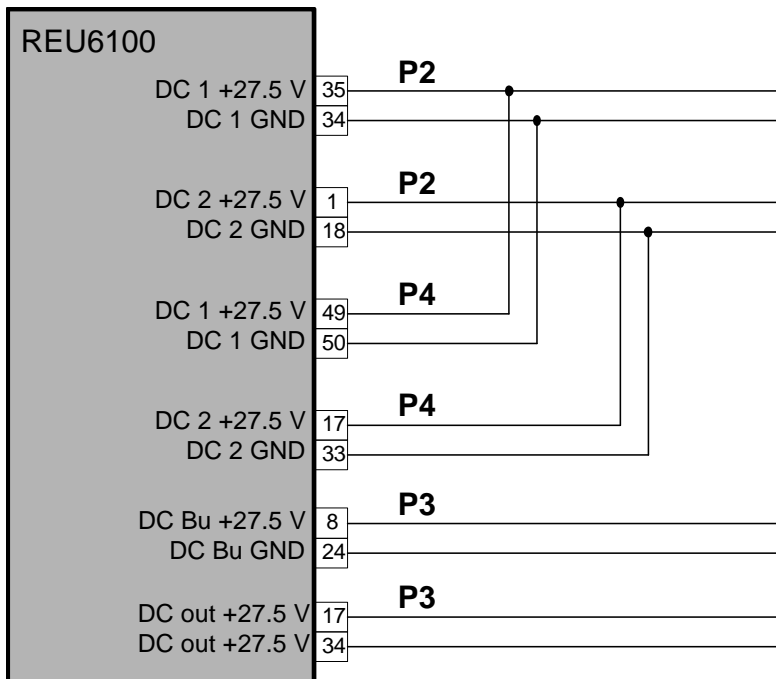 REU6100
P2
DC 1 +27.5 V 35
DC 1 GND 34
P2
DC 2 +27.5 V 1
DC 2 GND 18
P4
DC 1 +27.5 V 49
DC 1 GND 50
P4
DC 2 +27.5 V 17
DC 2 GND 33
P3
DC Bu +27.5 V 8
DC Bu GND 24
P3
DC out +27.5 V 17
DC out +27.5 V 34